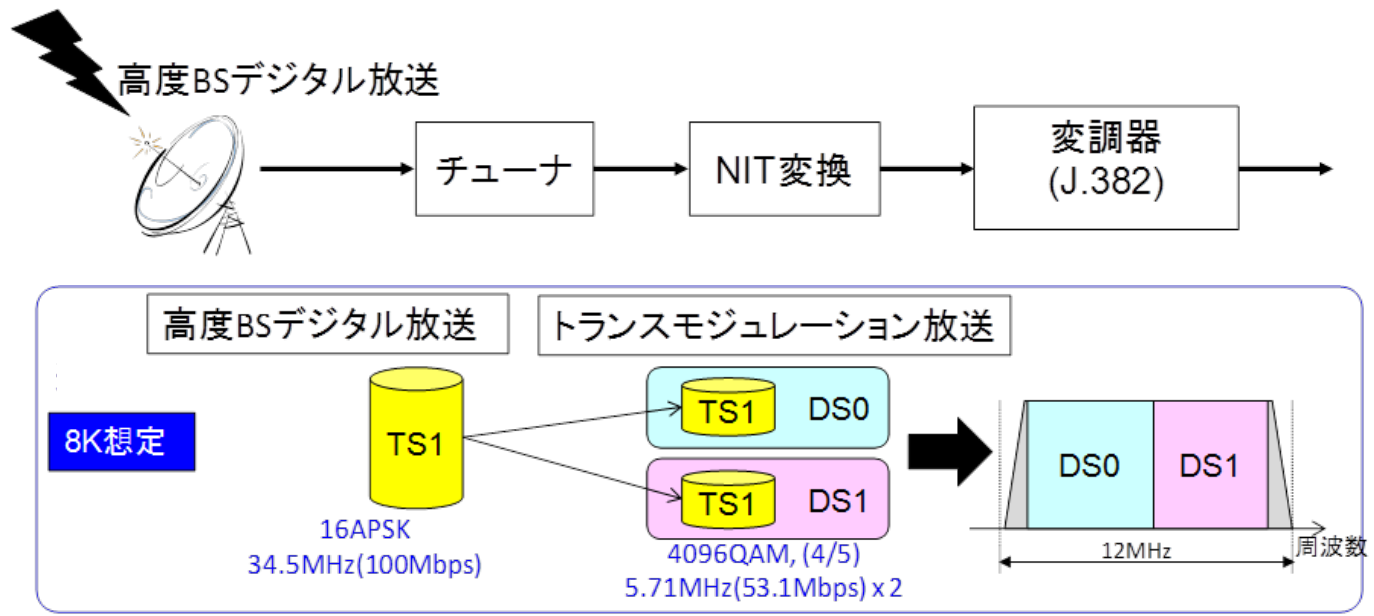 高度BSデジタル放送
チューナ
NIT変換
変調器
(J.382)
高度BSデジタル放送
トランスモジュレーション放送
8K想定
TS1
16APSK
34.5MHz(100Mbps)
TS1 DS0
TS1 DS1
4096QAM, (4/5)
5.71MHz(53.1Mbps) x 2
DS0 DS1
12MHz
周波数